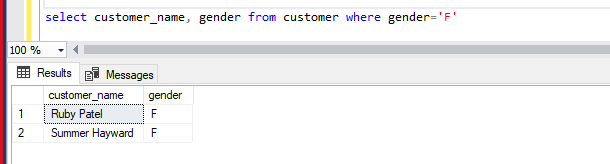 select customer_name, gender from customer where gender='F'
100 %
Results Messages
customer_name gender
1 Ruby Patel F
2 Summer Hayward F